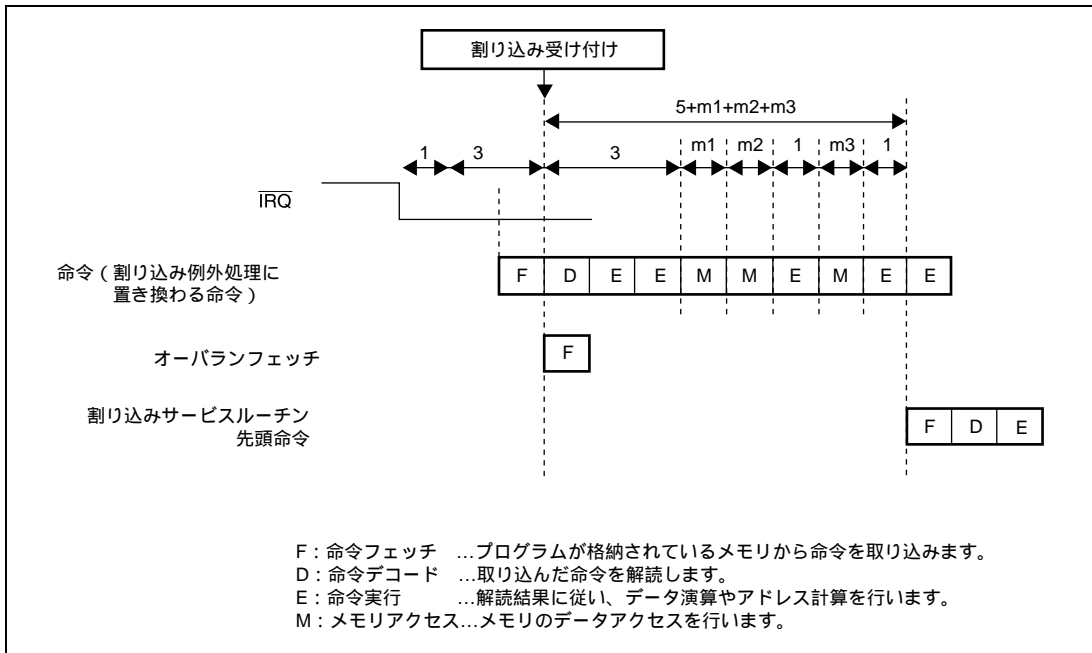 割り込み受け付け
5+m1+m2+m3
1 3 3 m1 m2 1 m3 1
IRQ
命令（割り込み例外処理に
置き換わる命令）
F D E E M M E M E E
オーバランフェッチ
F
割り込みサービスルーチン
先頭命令
F D E
F：命令フェッチ …プログラムが格納されているメモリから命令を取り込みます。
D：命令デコード …取り込んだ命令を解読します。
E：命令実行 …解読結果に従い、データ演算やアドレス計算を行います。
M：メモリアクセス…メモリのデータアクセスを行います。